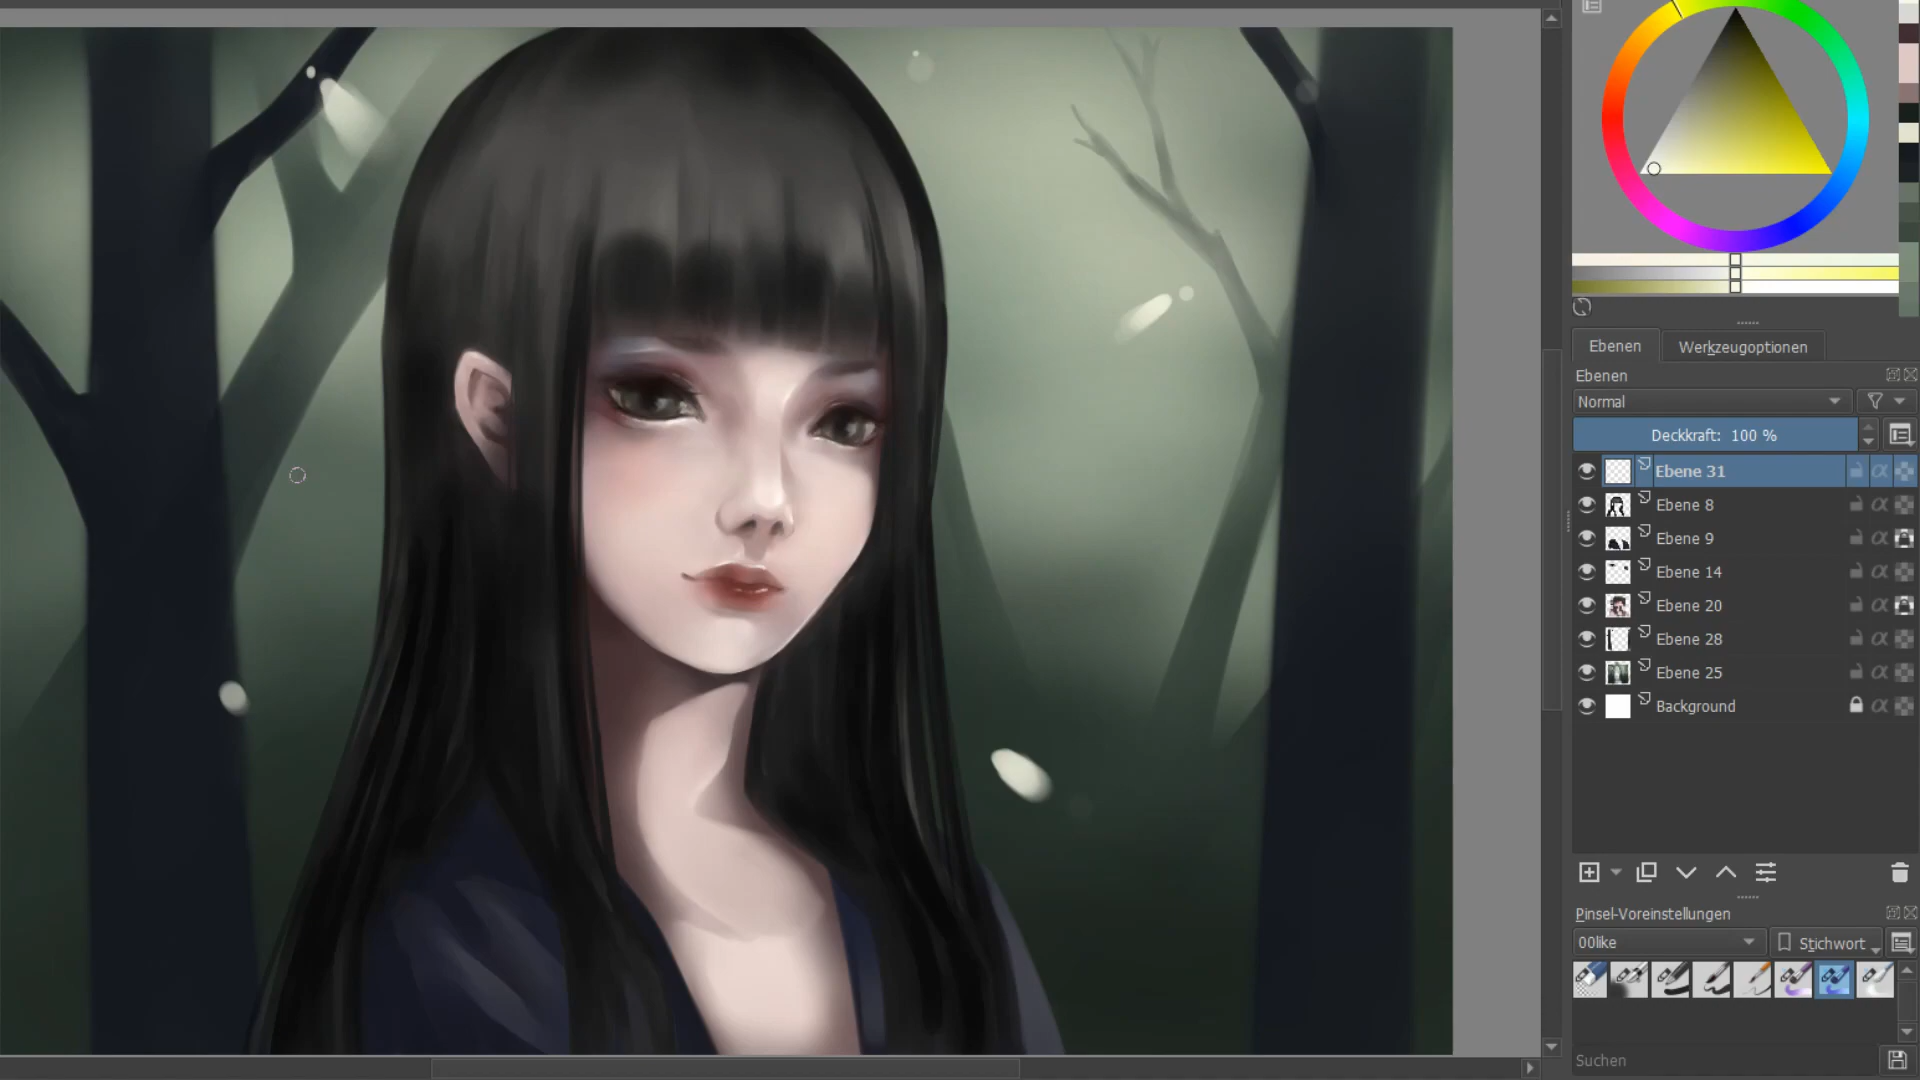 Ebenen
Werkzeugoptionen
Ebenen
Normal
Deckkraft: 100 %
Ebene 31
Ebene 8
Ebene 9
Ebene 14
Ebene 20
Ebene 28
Ebene 25
Background
Pinsel-Voreinstellungen
00like
Stichwort
Suchen